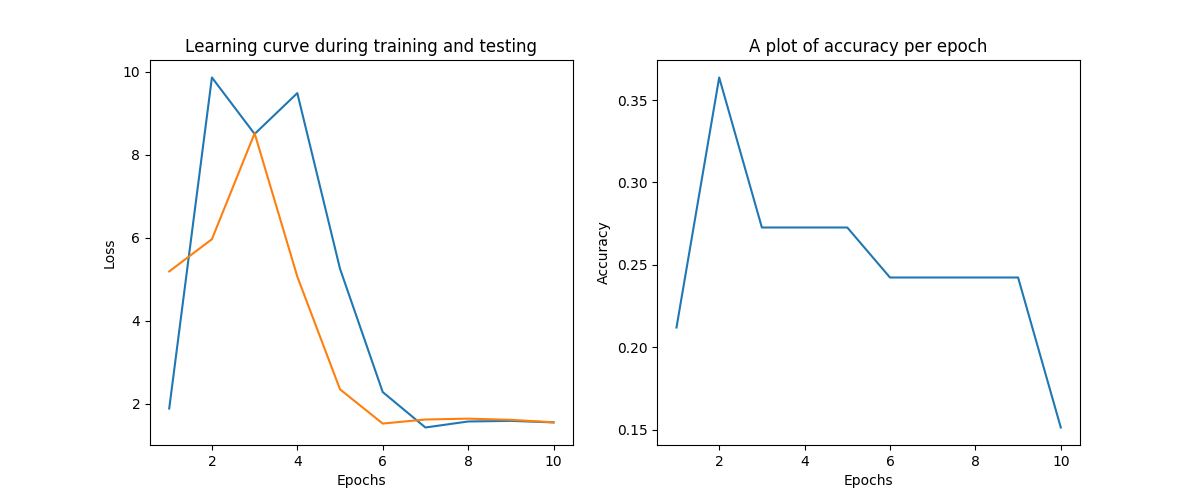 Learning curve during training and testing
10
8
6
4
2
Loss
2 4 6 8 10
Epochs
A plot of accuracy per epoch
0.35
0.30
0.25
0.20
0.15
Accuracy
2 4 6 8 10
Epochs